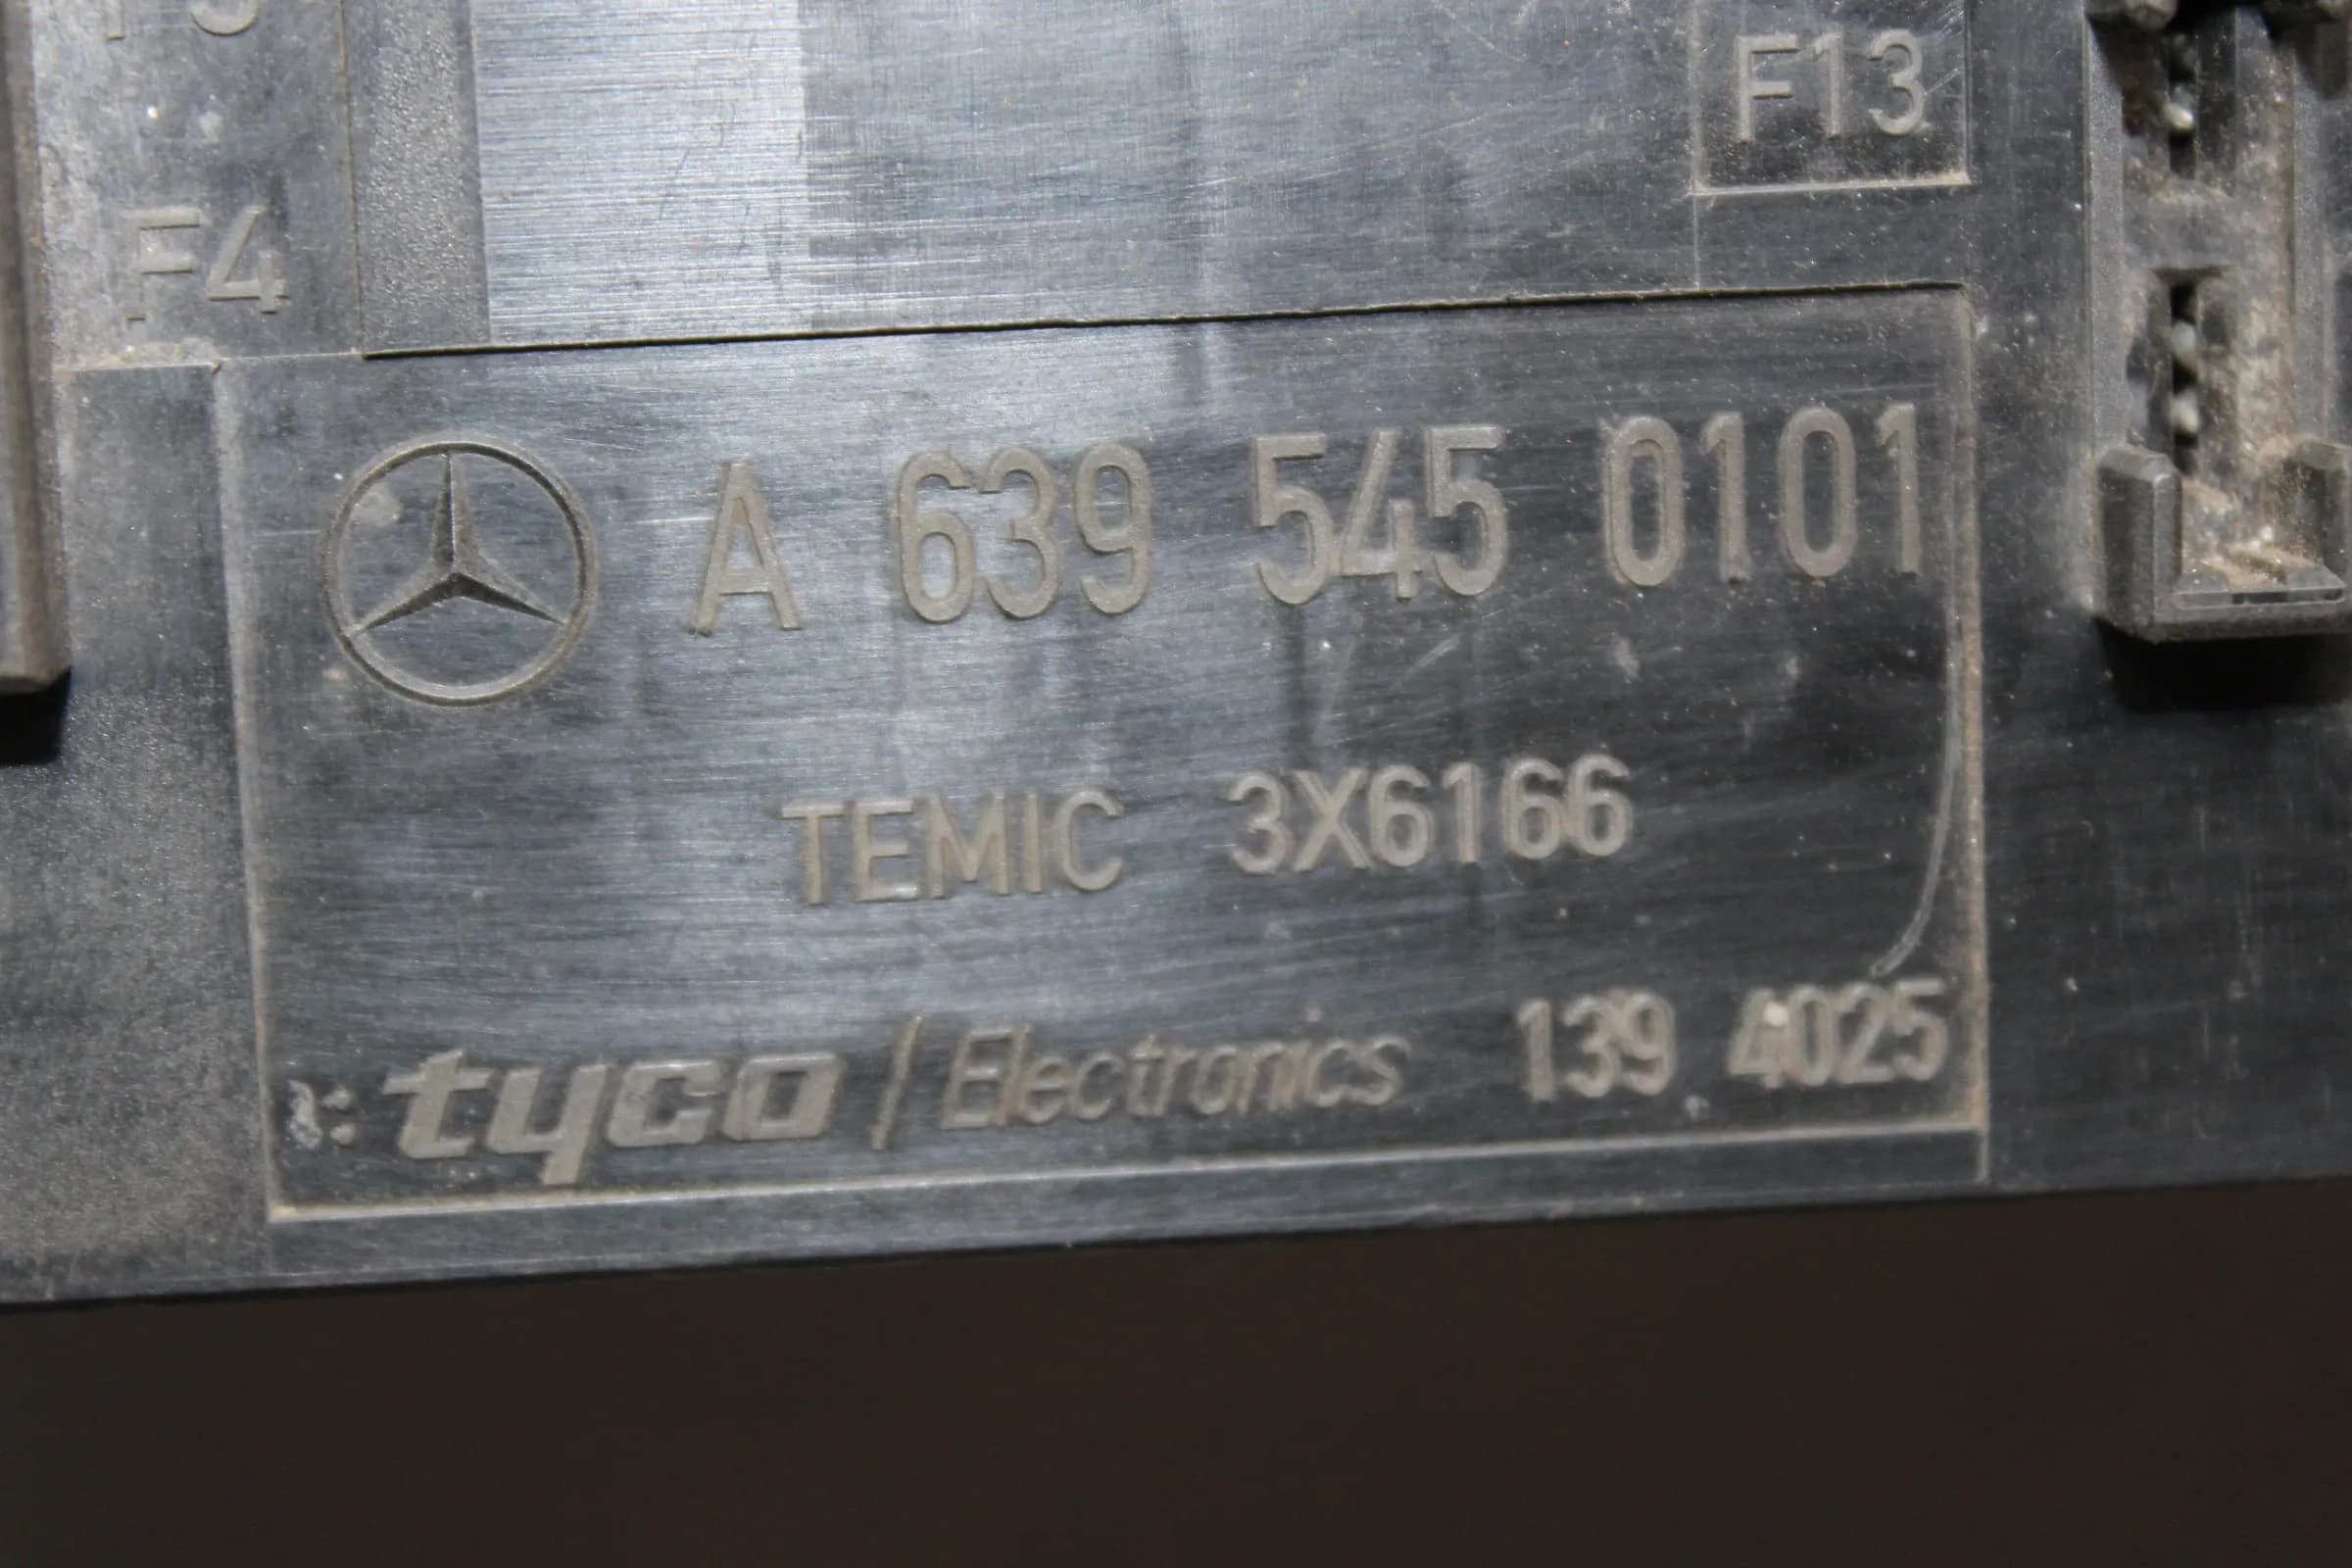 F13
F4
A 639 545 0101
TEMIC 3X6166
tyco / Electronics 139 4025